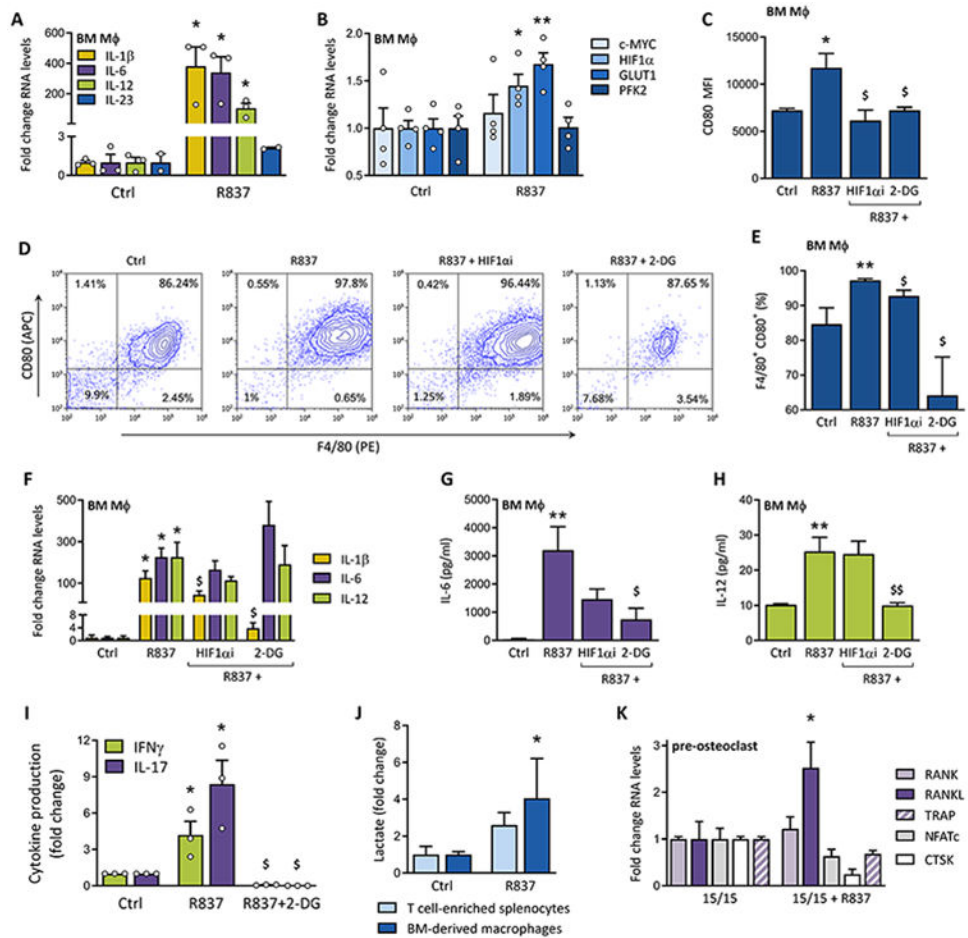 A
BM Mϕ
IL-1β
IL-6
IL-12
IL-23
Fold change RNA levels
600
400
200
3
0
*
*
*
Ctrl
R837
B
BM Mϕ
c-MYC
HIF1α
GLUT1
PFK2
Fold change RNA levels
2.0
1.5
1.0
0.5
*
**
Ctrl
R837
C
BM Mϕ
CD80 MFI
15000
10000
5000
0
*
$
$
Ctrl
R837
HIF1αi
2-DG
R837 +
D
Ctrl
R837
R837 + HIF1αi
R837 + 2-DG
1.41%
86.24%
9.9%
2.45%
0.55%
97.8%
1%
0.65%
0.42%
96.44%
1.25%
1.89%
1.13%
87.65 %
7.68%
3.54%
CD80 (APC)
F4/80 (PE)
E
BM Mϕ
F4/80⁺ CD80⁺ (%)
100
90
80
70
60
**
$
$
Ctrl
R837
HIF1αi
2-DG
R837 +
F
BM Mϕ
Fold change RNA levels
500
300
100
8
4
0
*
*
*
$
$
Ctrl
R837
HIF1αi
2-DG
R837 +
IL-1β
IL-6
IL-12
G
BM Mϕ
IL-6 (pg/ml)
6000
5000
4000
3000
2000
1000
0
**
$
Ctrl
R837
HIF1αi
2-DG
R837 +
H
BM Mϕ
IL-12 (pg/ml)
40
30
20
10
0
**
$$
Ctrl
R837
HIF1αi
2-DG
R837 +
I
IFNγ
IL-17
Cytokine production (fold change)
12
9
6
3
0
*
*
$
$
Ctrl
R837
R837+2-DG
J
Lactate (fold change)
8
6
4
2
0
*
Ctrl
R837
T cell-enriched splenocytes
BM-derived macrophages
K
pre-osteoclast
Fold change RNA levels
3
2
1
0
*
15/15
15/15 + R837
RANK
RANKL
TRAP
NFATc
CTSK